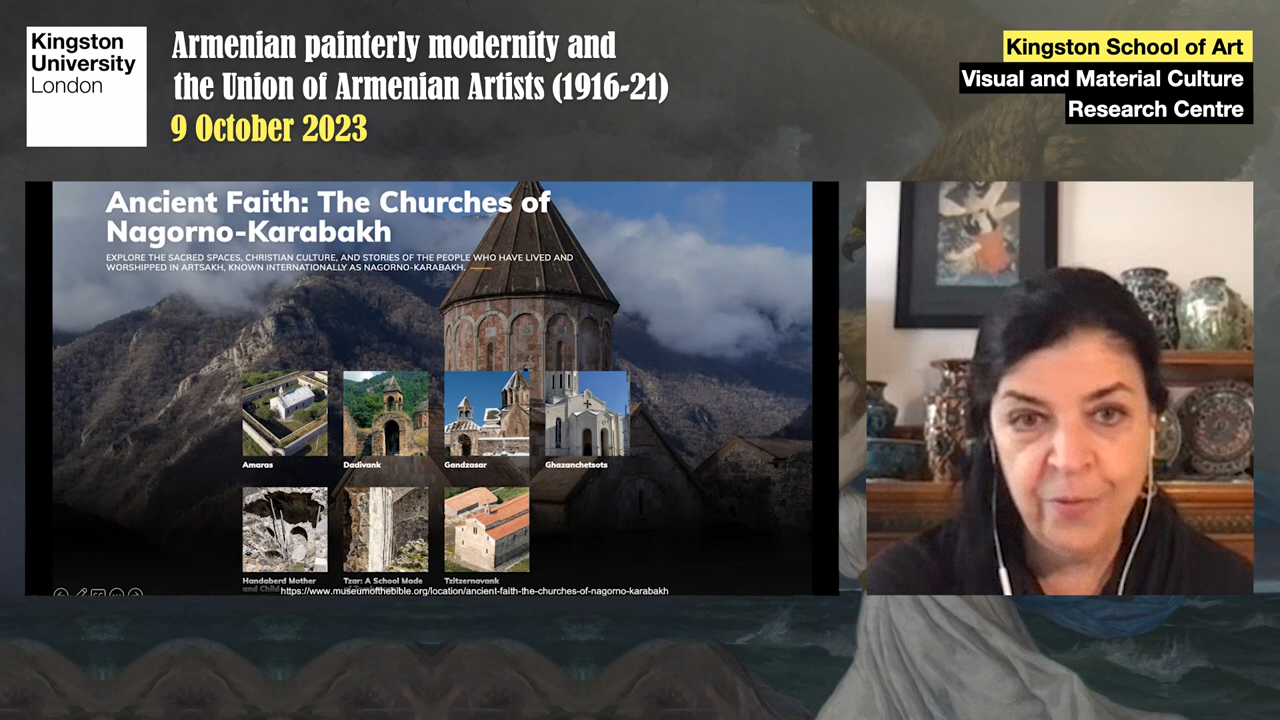 Kingston
University
London
Armenian painterly modernity and
the Union of Armenian Artists (1916-21)
9 October 2023
Kingston School of Art
Visual and Material Culture
Research Centre
Ancient Faith: The Churches of
Nagorno-Karabakh
EXPLORE THE SACRED SPACES, CHRISTIAN CULTURE, AND STORIES OF THE PEOPLE WHO HAVE LIVED AND
WORSHIPPED IN ARTSAKH, KNOWN INTERNATIONALLY AS NAGORNO-KARABAKH.
Amaras
Dadivank
Gandzasar
Ghazanchetsots
Handaberd Mother
and Child
Tzar: A School Made
Tzitzernavank
https://www.museumofthebible.org/location/ancient-faith-the-churches-of-nagorno-karabakh